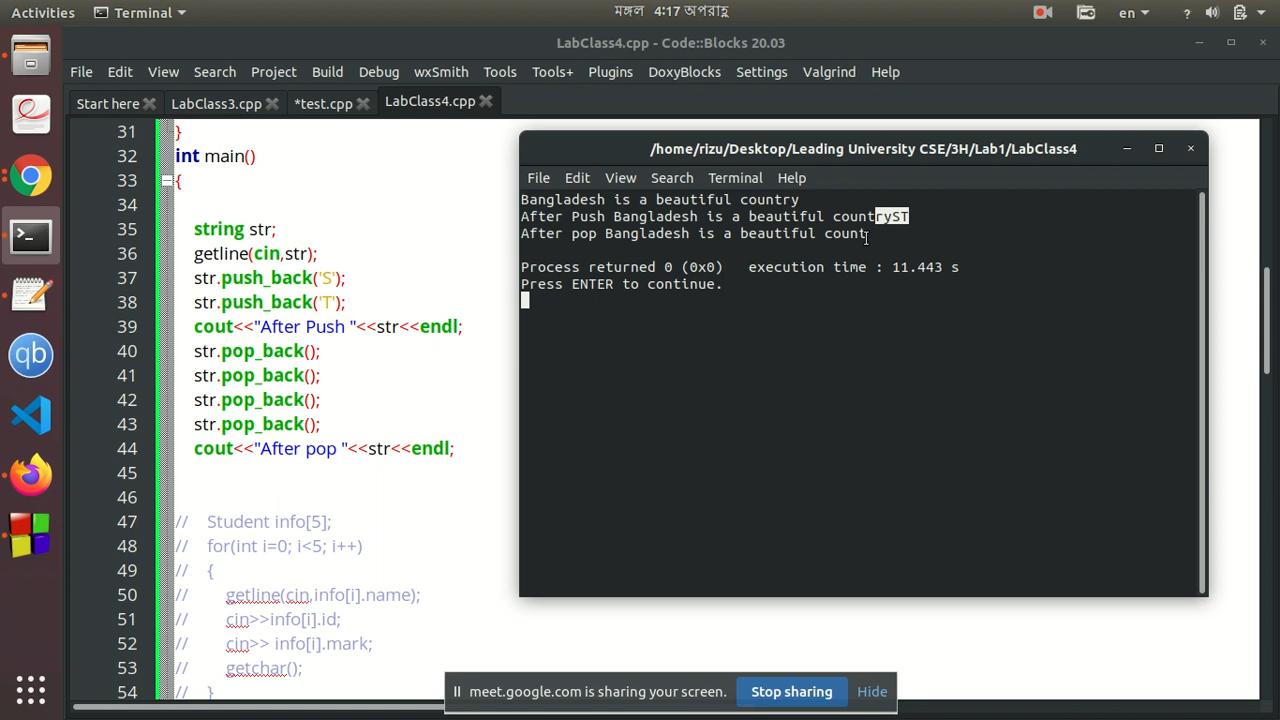 Activities Terminal মঙ্গল 4:17 অপরাহ্ণ en ?
LabClass4.cpp - Code::Blocks 20.03
File Edit View Search Project Build Debug wxSmith Tools Tools+ Plugins DoxyBlocks Settings Valgrind Help
Start here LabClass3.cpp *test.cpp LabClass4.cpp
31 }
32 int main()
33 {
34
35 string str;
36 getline(cin,str);
37 str.push_back('S');
38 str.push_back('T');
39 cout<<"After Push "<<str<<endl;
40 str.pop_back();
41 str.pop_back();
42 str.pop_back();
43 str.pop_back();
44 cout<<"After pop "<<str<<endl;
45
46
47 // Student info[5];
48 // for(int i=0; i<5; i++)
49 // {
50 // getline(cin,info[i].name);
51 // cin>>info[i].id;
52 // cin>> info[i].mark;
53 // getchar();
54 // }
/home/rizu/Desktop/Leading University CSE/3H/Lab1/LabClass4
File Edit View Search Terminal Help
Bangladesh is a beautiful country
After Push Bangladesh is a beautiful countryST
After pop Bangladesh is a beautiful count
Process returned 0 (0x0) execution time : 11.443 s
Press ENTER to continue.
qb
meet.google.com is sharing your screen. Stop sharing Hide